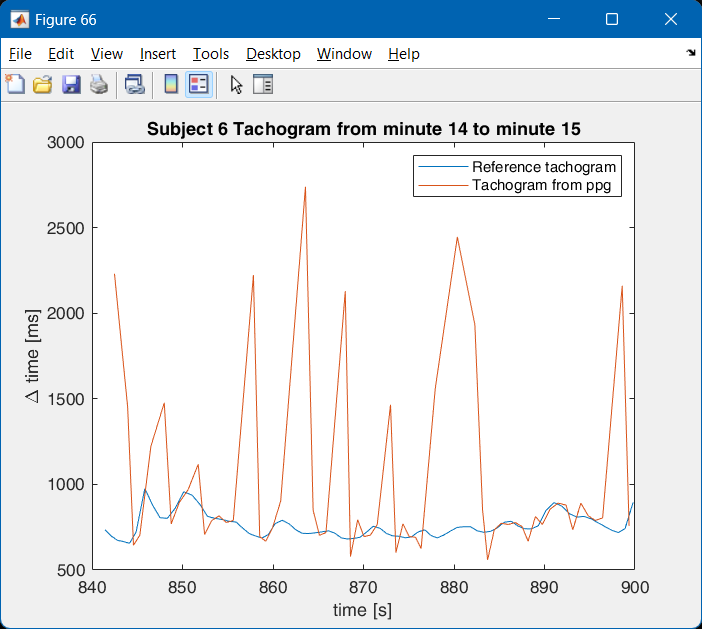 Figure 66
File Edit View Insert Tools Desktop Window Help
Subject 6 Tachogram from minute 14 to minute 15
3000
Reference tachogram
Tachogram from ppg
2500
2000
Δ time [ms]
1500
1000
500
840 850 860 870 880 890 900
time [s]